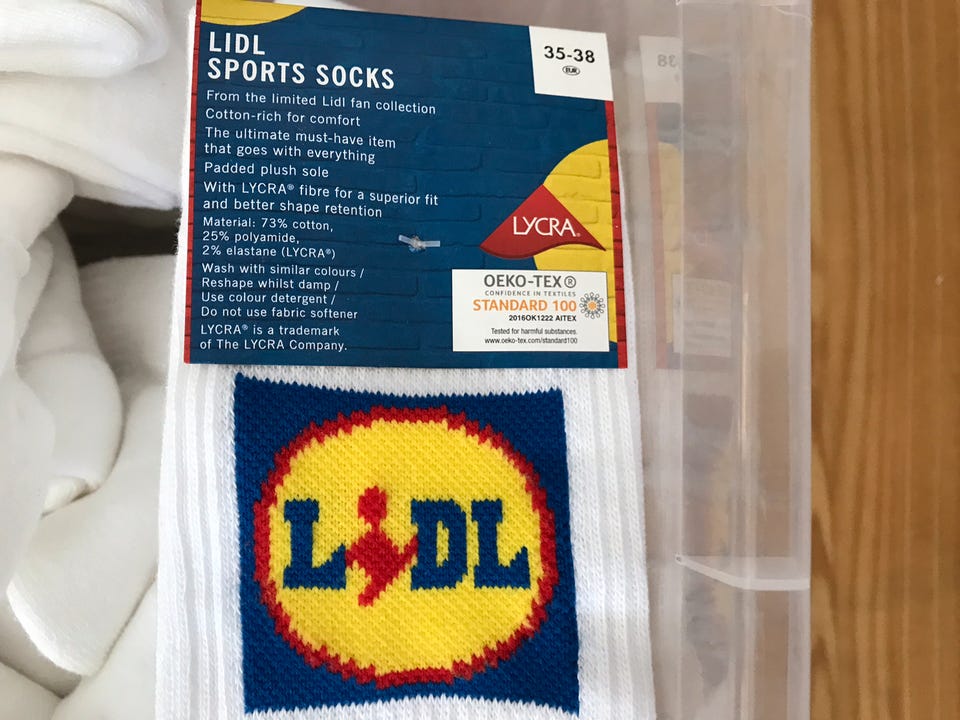 LIDL
SPORTS SOCKS
35-38
EUR
From the limited Lidl fan collection
Cotton-rich for comfort
The ultimate must-have item
that goes with everything
Padded plush sole
With LYCRA® fibre for a superior fit
and better shape retention
Material: 73% cotton,
25% polyamide,
2% elastane (LYCRA®)
Wash with similar colours /
Reshape whilst damp /
Use colour detergent /
Do not use fabric softener
LYCRA® is a trademark
of The LYCRA Company.
LYCRA®
OEKO-TEX®
CONFIDENCE IN TEXTILES
STANDARD 100
2016OK1222 AITEX
Tested for harmful substances.
www.oeko-tex.com/standard100
LIDL